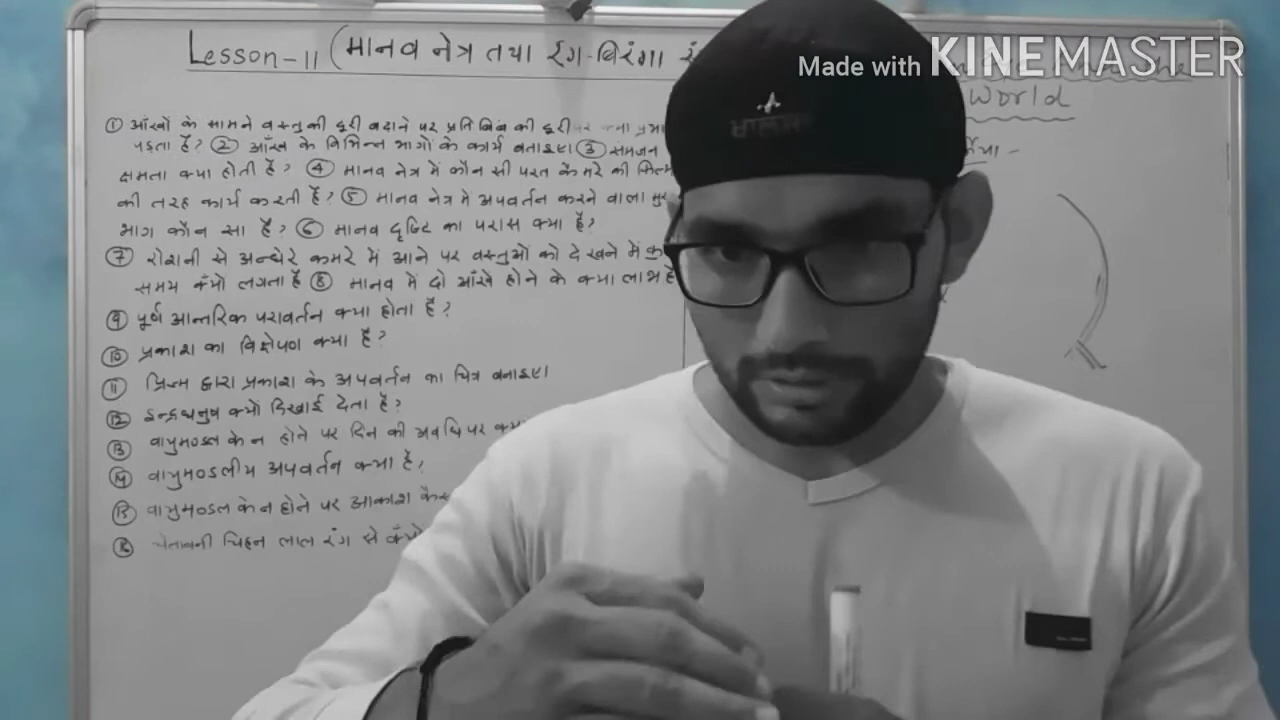 Made with KINEMASTER
Lesson-11 (मानव नेत्र तथा रंग-बिरंगा
World
① आँखों के सामने वस्तु की दूरी बढ़ाने पर प्रतिबिंब की दूरी पर क्या
पड़ता है? ② आँख के विभिन्न भागों के कार्य बताइए। ③ समजन
क्षमता क्या होती है? ④ मानव नेत्र में कौन सी परत कैमरे की
की तरह कार्य करती है? ⑤ मानव नेत्र में अपवर्तन करने वाला
भाग कौन सा है? ⑥ मानव दृष्टि का परास क्या है?
⑦ रोशनी से अन्धेरे कमरे में आने पर वस्तुओं को देखने में
समय क्यों लगता है ⑧ मानव में दो आँखे होने के क्या लाभ है
⑨ पूर्ण आन्तरिक परावर्तन क्या होता है?
⑩ प्रकाश का विक्षेपण क्या है?
⑪ प्रिज्म द्वारा प्रकाश के अपवर्तन का चित्र बनाइए।
⑫ इन्द्रधनुष क्यों दिखाई देता है?
⑬ वायुमण्डल के न होने पर दिन की अवधि पर
⑭ वायुमण्डलीय अपवर्तन क्या है?
⑮ वायुमण्डल के न होने पर आकाश
⑯ चेतावनी चिह्न लाल रंग से